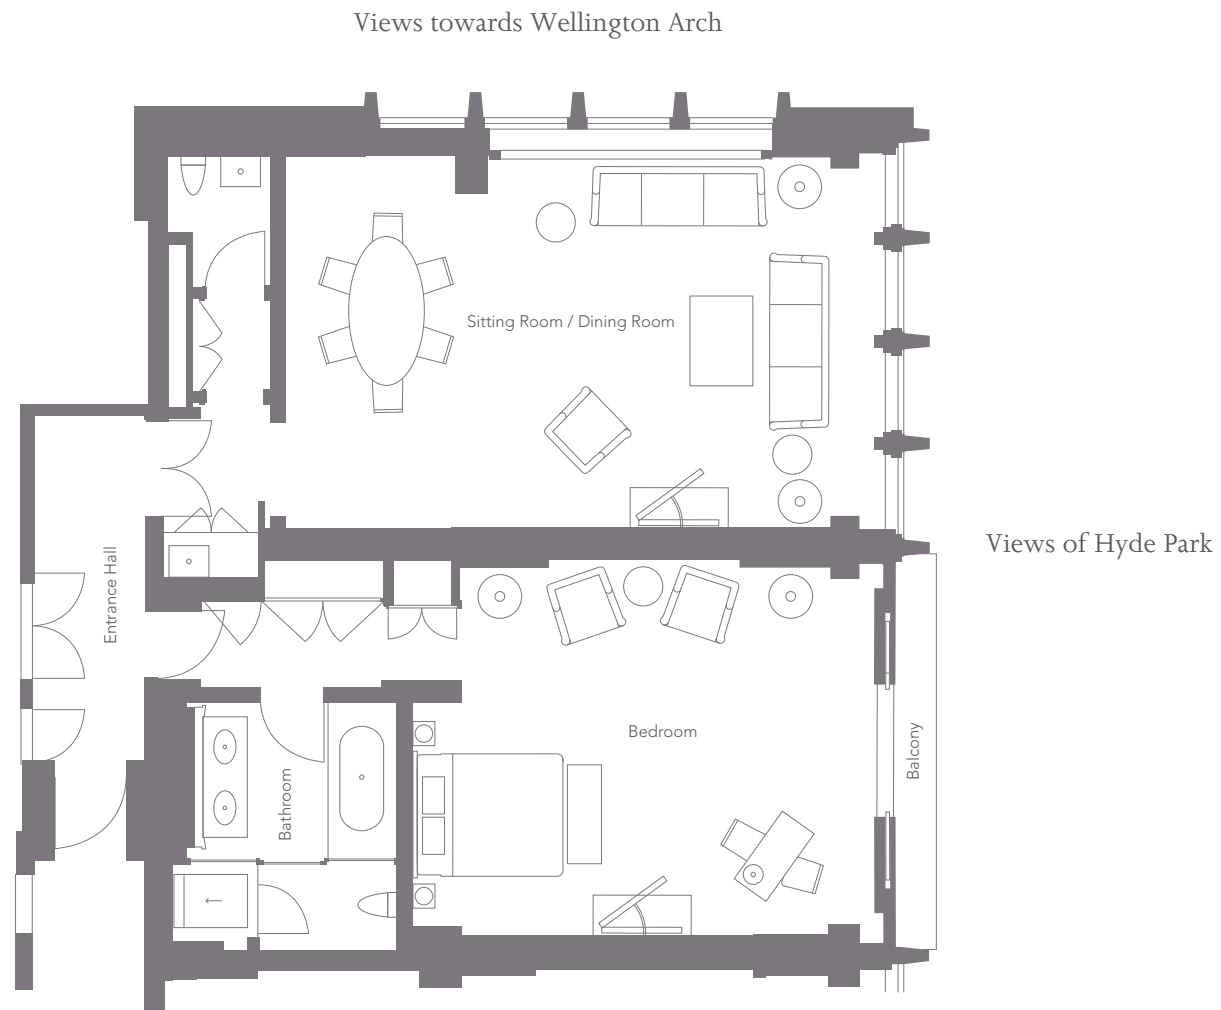 Views towards Wellington Arch
Sitting Room / Dining Room
Views of Hyde Park
Entrance Hall
Bedroom
Balcony
Bathroom